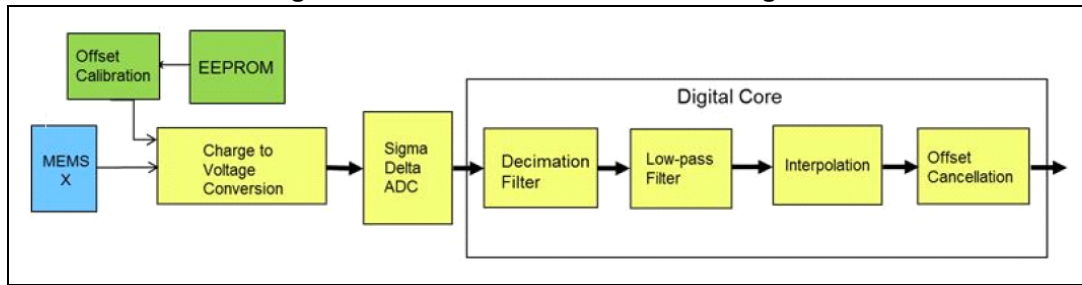 Offset
Calibration
EEPROM
Digital Core
MEMS
X
Charge to
Voltage
Conversion
Sigma
Delta
ADC
Decimation
Filter
Low-pass
Filter
Interpolation
Offset
Cancellation